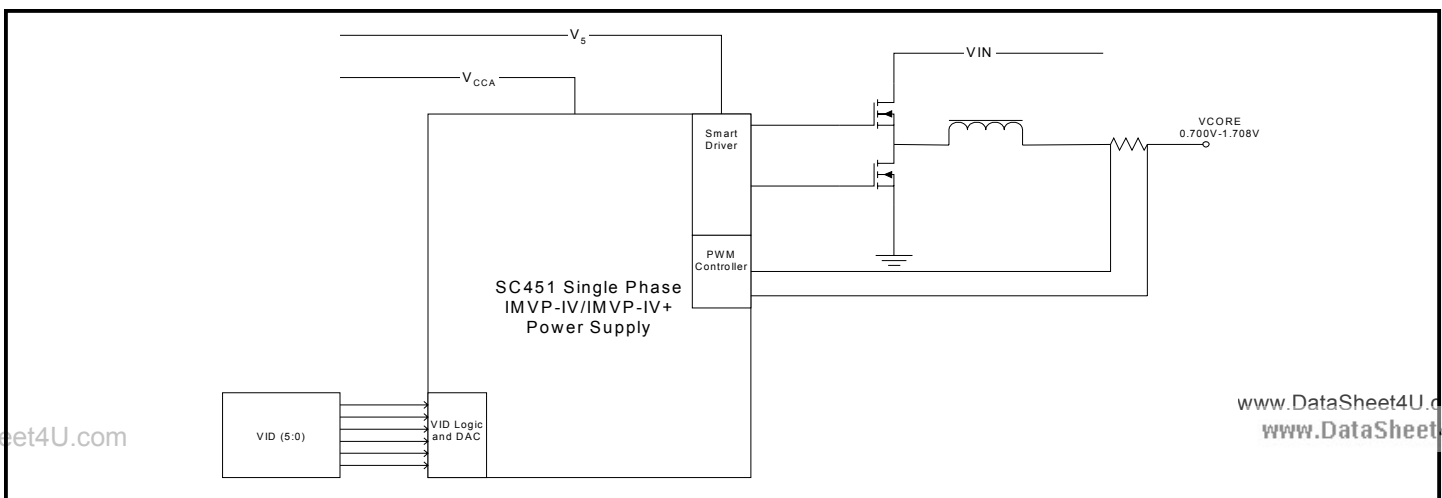 V5
VIN
VCCA
Smart
Driver
VCORE
0.700V-1.708V
PWM
Controller
SC451 Single Phase
IMVP-IV/IMVP-IV+
Power Supply
VID (5:0)
VID Logic
and DAC
www.DataSheet4U.c
eet4U.com
www.DataSheet